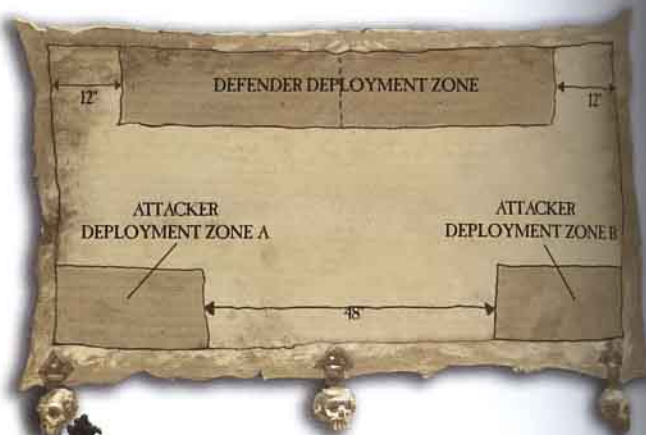 DEFENDER DEPLOYMENT ZONE
12"
12"
ATTACKER
DEPLOYMENT ZONE A
ATTACKER
DEPLOYMENT ZONE B
48"